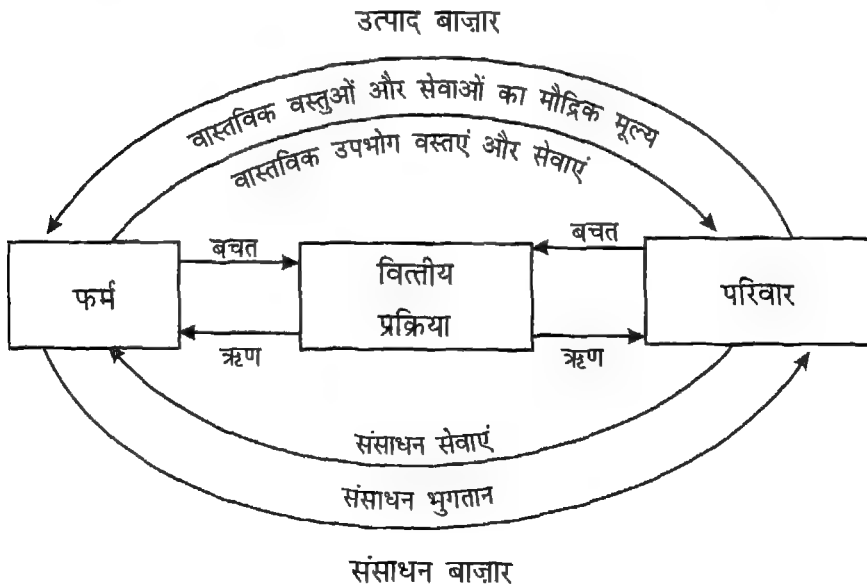 उत्पाद बाज़ार
वास्तविक वस्तुओं और सेवाओं का मौद्रिक मूल्य
वास्तविक उपभोग वस्तएं और सेवाएं
बचत
बचत
फर्म
वित्तीय
प्रक्रिया
परिवार
ऋण
ऋण
संसाधन सेवाएं
संसाधन भुगतान
संसाधन बाज़ार